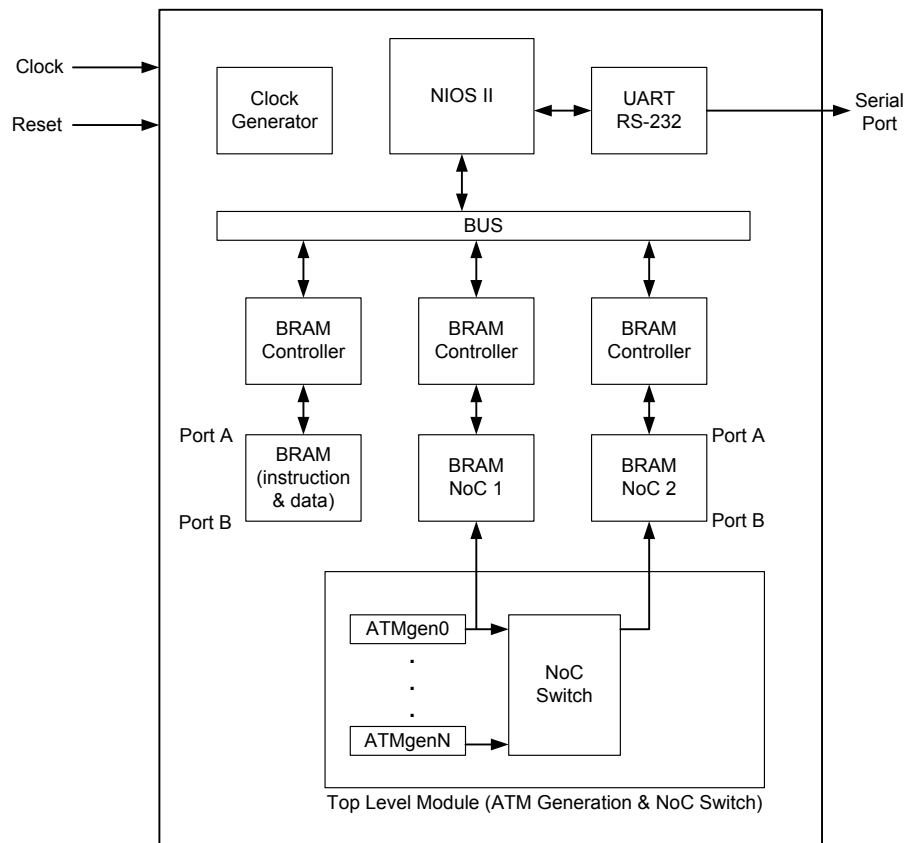 Clock
Reset
Clock
Generator
NIOS II
UART
RS-232
Serial
Port
BUS
BRAM
Controller
BRAM
Controller
BRAM
Controller
Port A
BRAM
(instruction
& data)
Port B
BRAM
NoC 1
Port A
BRAM
NoC 2
Port B
ATMgen0
.
.
.
ATMgenN
NoC
Switch
Top Level Module (ATM Generation & NoC Switch)